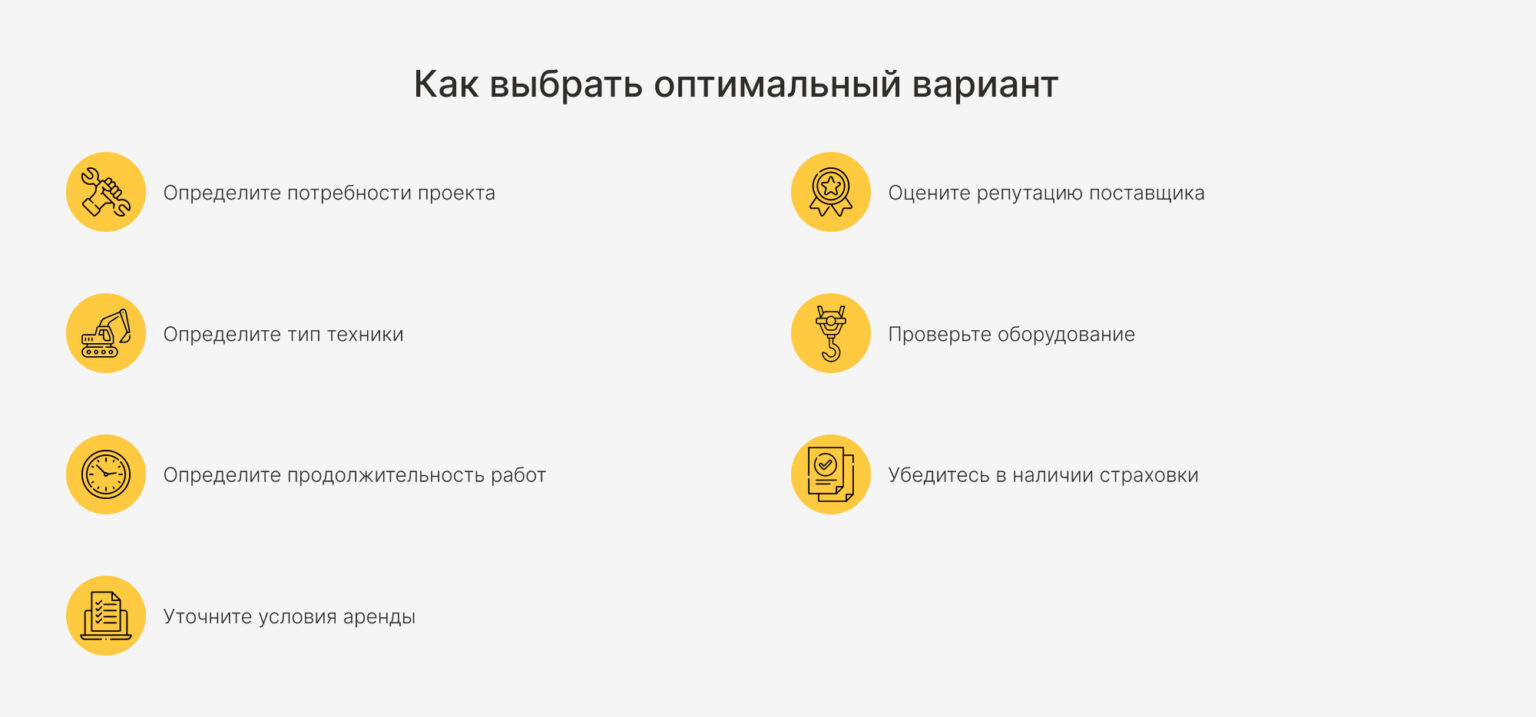 Как выбрать оптимальный вариант
Определите потребности проекта
Определите тип техники
Определите продолжительность работ
Уточните условия аренды
Оцените репутацию поставщика
Проверьте оборудование
Убедитесь в наличии страховки